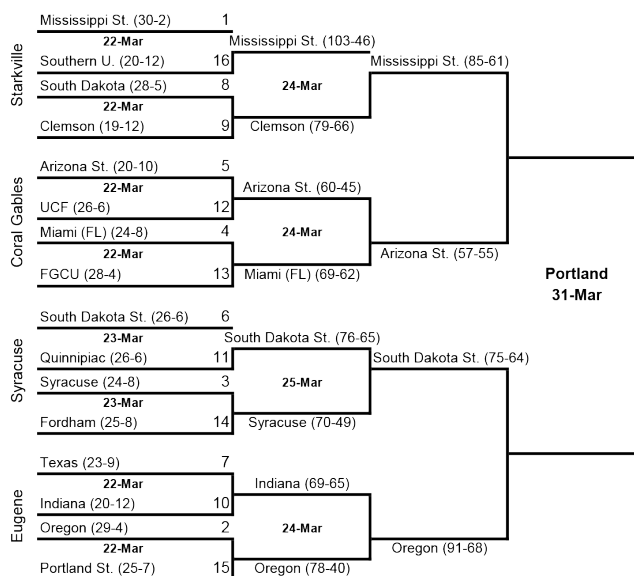 Starkville
Mississippi St. (30-2) 1
22-Mar
Southern U. (20-12) 16
South Dakota (28-5) 8
22-Mar
Clemson (19-12) 9
Mississippi St. (103-46)
24-Mar
Clemson (79-66)
Mississippi St. (85-61)
Coral Gables
Arizona St. (20-10) 5
22-Mar
UCF (26-6) 12
Miami (FL) (24-8) 4
22-Mar
FGCU (28-4) 13
Arizona St. (60-45)
24-Mar
Miami (FL) (69-62)
Arizona St. (57-55)
Portland
31-Mar
Syracuse
South Dakota St. (26-6) 6
23-Mar
Quinnipiac (26-6) 11
Syracuse (24-8) 3
23-Mar
Fordham (25-8) 14
South Dakota St. (76-65)
25-Mar
Syracuse (70-49)
South Dakota St. (75-64)
Eugene
Texas (23-9) 7
22-Mar
Indiana (20-12) 10
Oregon (29-4) 2
22-Mar
Portland St. (25-7) 15
Indiana (69-65)
24-Mar
Oregon (78-40)
Oregon (91-68)